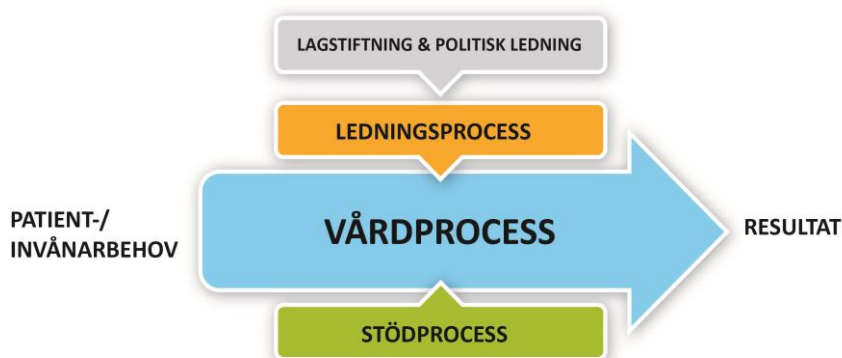 LAGSTIFTNING & POLITISK LEDNING
LEDNINGSPROCESS
PATIENT-/
INVÅNARBEHOV
VÅRDPROCESS
RESULTAT
STÖDPROCESS